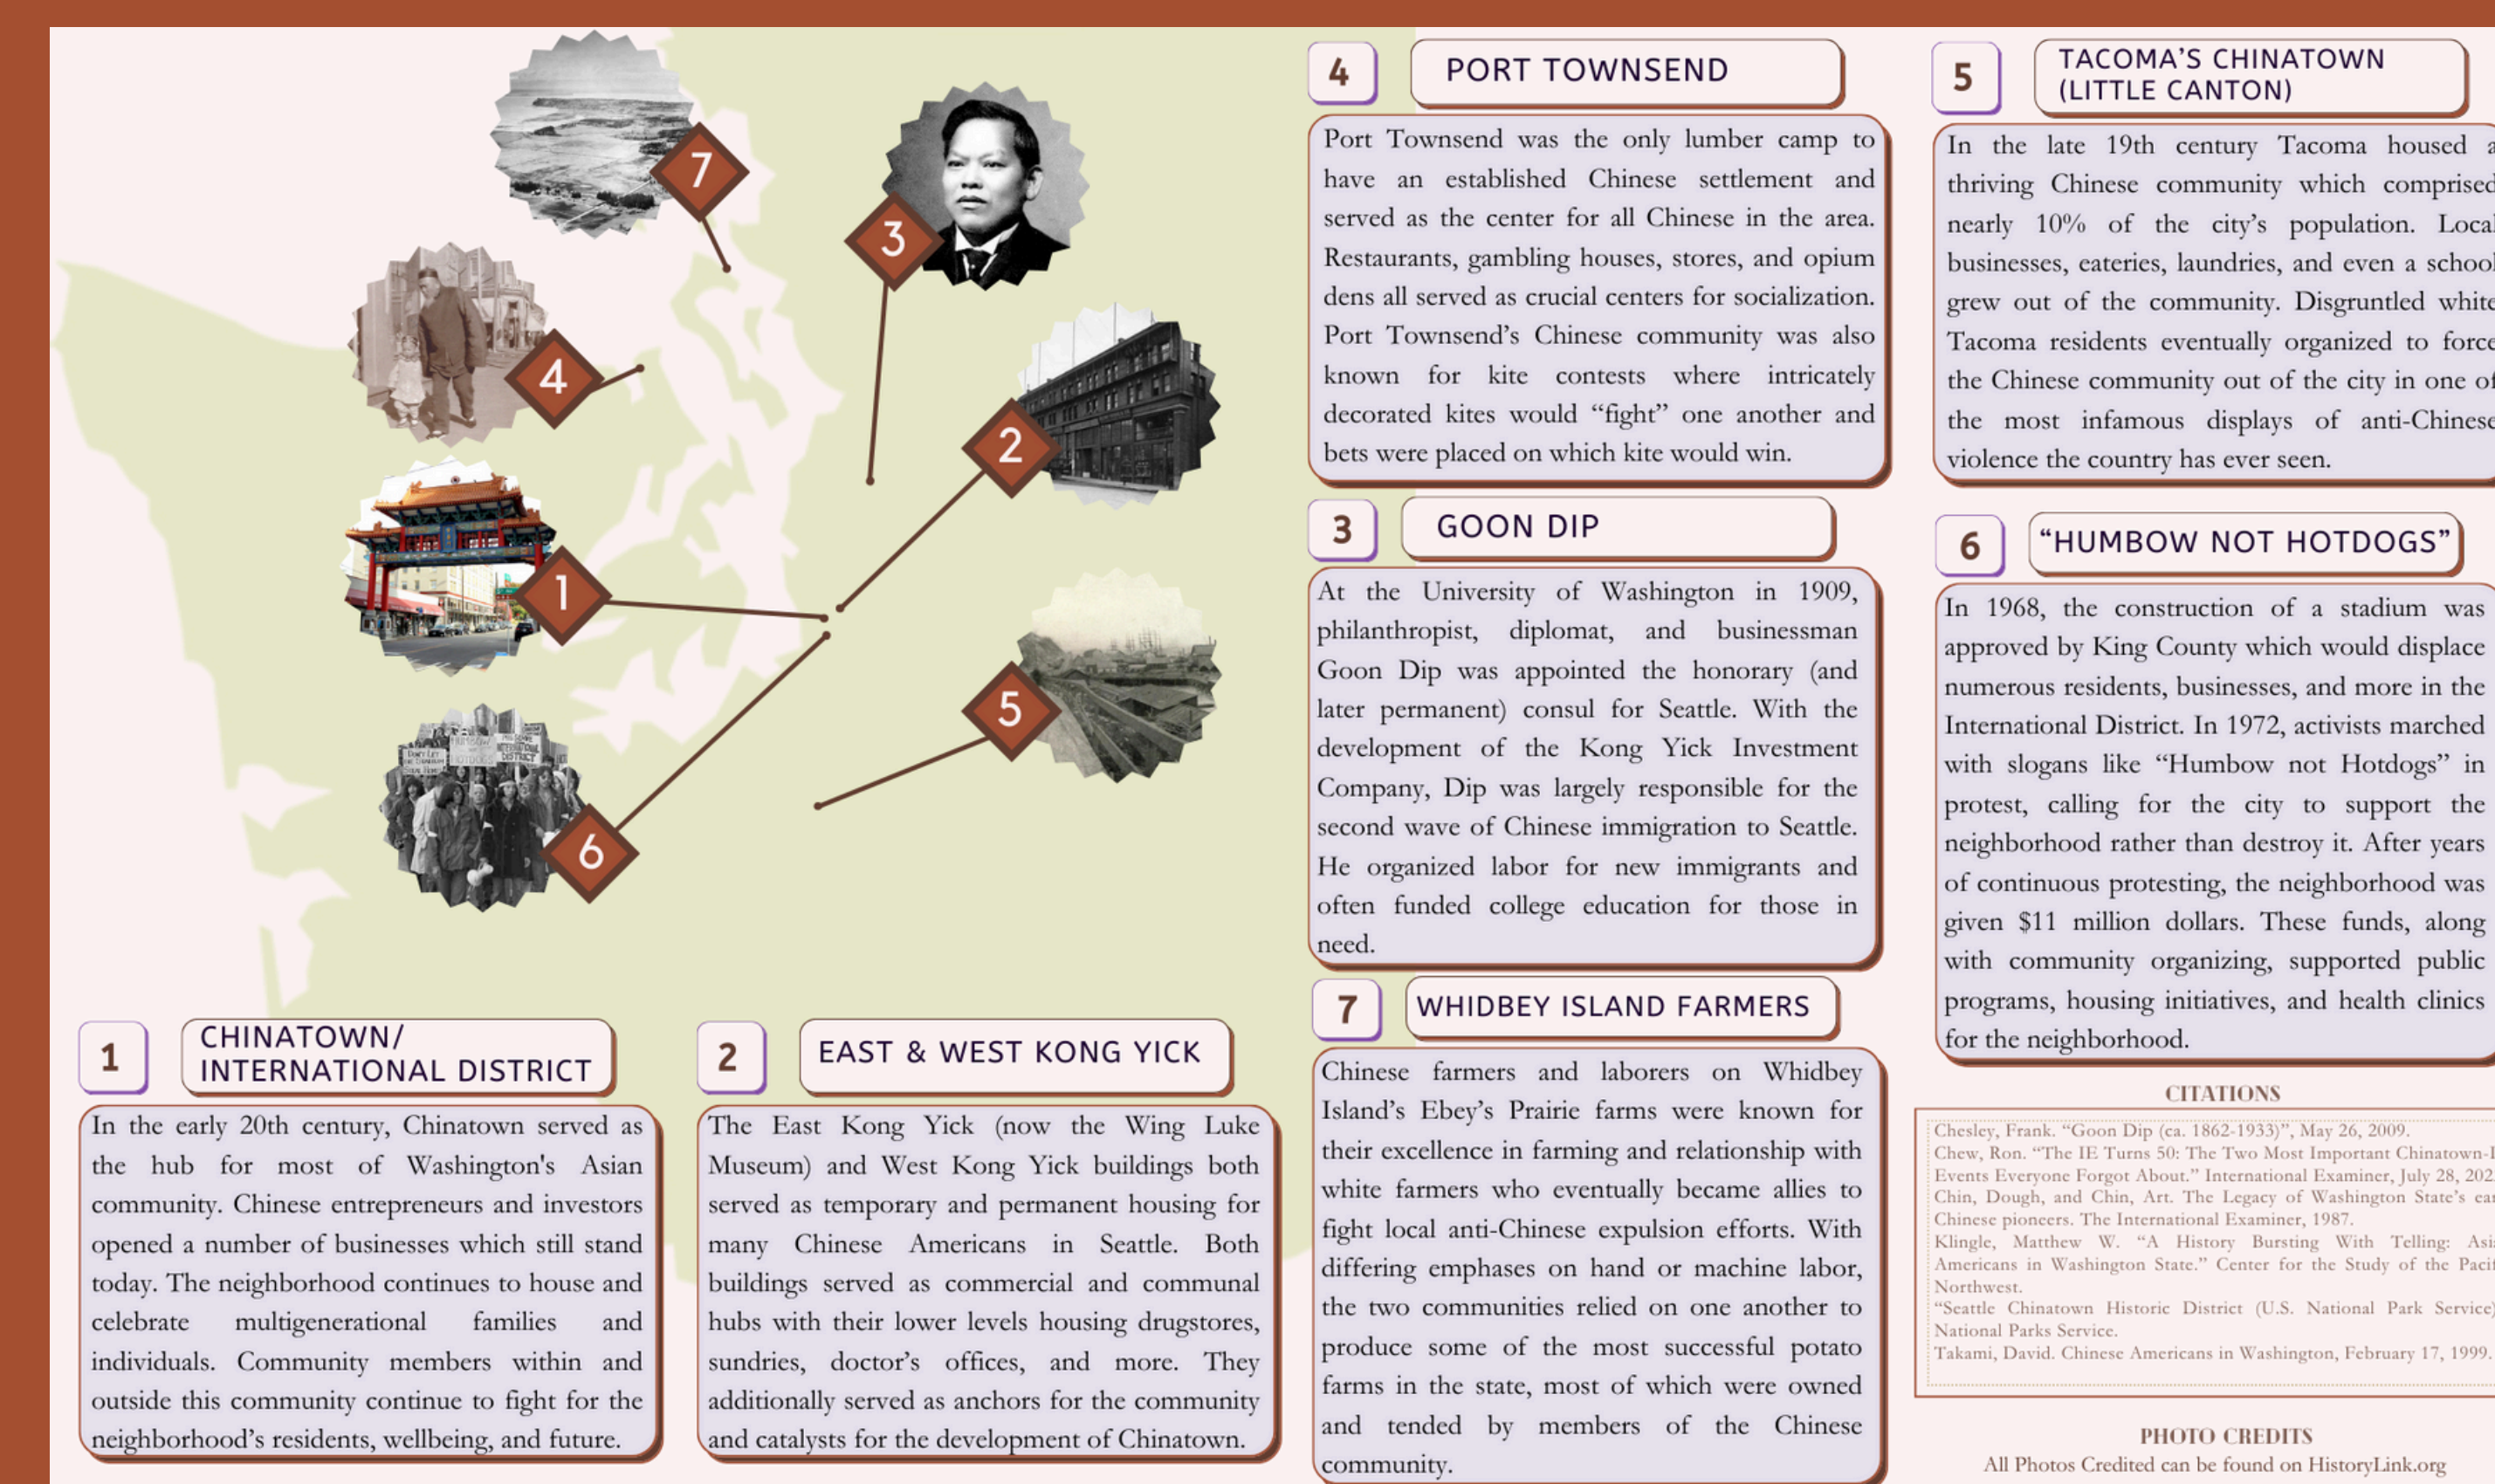 7
3
4
2
1
5
6
DON'T LET
HUMBOW
HOTDOGS
INTERNATIONAL
DISTRICT
4
PORT TOWNSEND
Port Townsend was the only lumber camp to
have an established Chinese settlement and
served as the center for all Chinese in the area.
Restaurants, gambling houses, stores, and opium
dens all served as crucial centers for socialization.
Port Townsend's Chinese community was also
known for kite contests where intricately
decorated kites would “fight” one another and
bets were placed on which kite would win.
5
TACOMA'S CHINATOWN
(LITTLE CANTON)
In the late 19th century Tacoma housed a
thriving Chinese community which comprised
nearly 10% of the city's population. Local
businesses, eateries, laundries, and even a school
grew out of the community. Disgruntled white
Tacoma residents eventually organized to force
the Chinese community out of the city in one of
the most infamous displays of anti-Chinese
violence the country has ever seen.
3
GOON DIP
At the University of Washington in 1909,
philanthropist, diplomat, and businessman
Goon Dip was appointed the honorary (and
later permanent) consul for Seattle. With the
development of the Kong Yick Investment
Company, Dip was largely responsible for the
second wave of Chinese immigration to Seattle.
He organized labor for new immigrants and
often funded college education for those in
need.
6
“HUMBOW NOT HOTDOGS”
In 1968, the construction of a stadium was
approved by King County which would displace
numerous residents, businesses, and more in the
International District. In 1972, activists marched
with slogans like “Humbow not Hotdogs” in
protest, calling for the city to support the
neighborhood rather than destroy it. After years
of continuous protesting, the neighborhood was
given $11 million dollars. These funds, along
with community organizing, supported public
programs, housing initiatives, and health clinics
for the neighborhood.
1
CHINATOWN/
INTERNATIONAL DISTRICT
In the early 20th century, Chinatown served as
the hub for most of Washington's Asian
community. Chinese entrepreneurs and investors
opened a number of businesses which still stand
today. The neighborhood continues to house and
celebrate multigenerational families and
individuals. Community members within and
outside this community continue to fight for the
neighborhood's residents, wellbeing, and future.
2
EAST & WEST KONG YICK
The East Kong Yick (now the Wing Luke
Museum) and West Kong Yick buildings both
served as temporary and permanent housing for
many Chinese Americans in Seattle. Both
buildings served as commercial and communal
hubs with their lower levels housing drugstores,
sundries, doctor's offices, and more. They
additionally served as anchors for the community
and catalysts for the development of Chinatown.
7
WHIDBEY ISLAND FARMERS
Chinese farmers and laborers on Whidbey
Island's Ebey's Prairie farms were known for
their excellence in farming and relationship with
white farmers who eventually became allies to
fight local anti-Chinese expulsion efforts. With
differing emphases on hand or machine labor,
the two communities relied on one another to
produce some of the most successful potato
farms in the state, most of which were owned
and tended by members of the Chinese
community.
CITATIONS
Chesley, Frank. “Goon Dip (ca. 1862-1933)”, May 26, 2009.
Chew, Ron. “The IE Turns 50: The Two Most Important
Events Everyone Forgot About.” International Examiner, July 28,
Chin, Dough, and Chin, Art. The Legacy of Washington State's
Chinese pioneers. The International Examiner, 1987.
Klingle, Matthew W. “A History Bursting With Telling:
Americans in Washington State.” Center for the Study of the
Northwest.
“Seattle Chinatown Historic District (U.S. National Park Service)
National Parks Service.
Takami, David. Chinese Americans in Washington, February 17, 1999.
PHOTO CREDITS
All Photos Credited can be found on HistoryLink.org